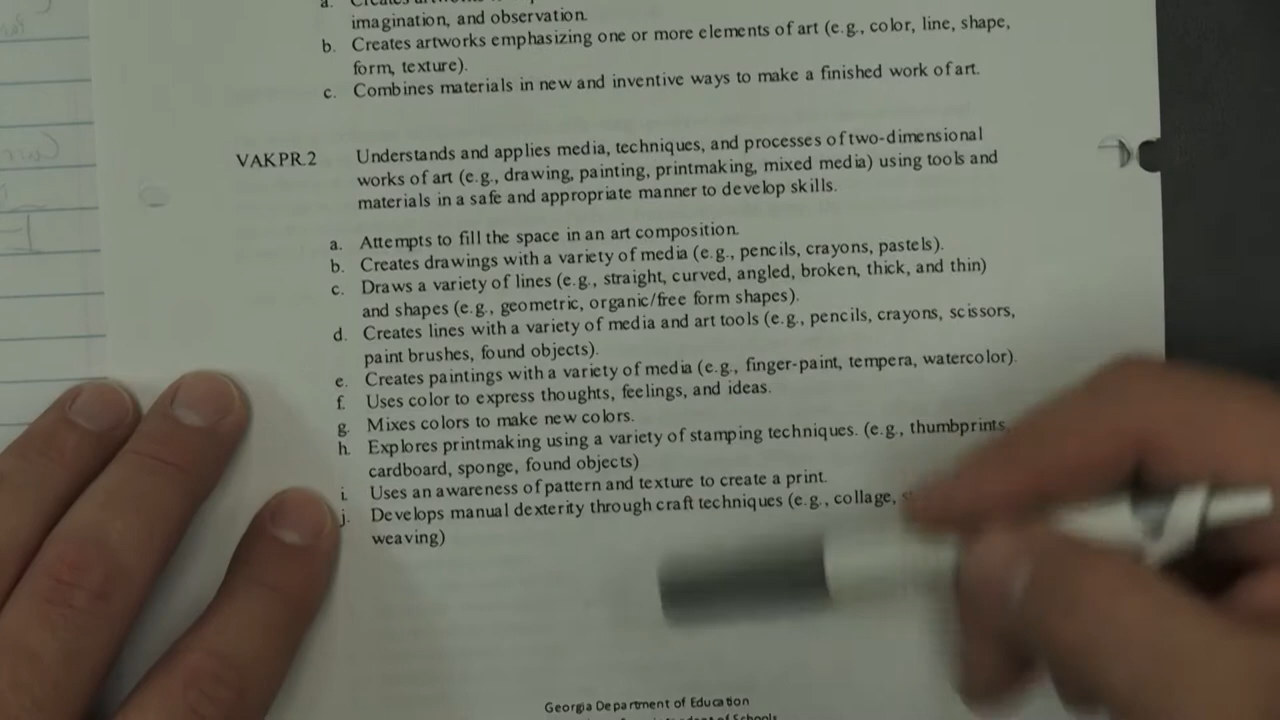 a. Creates
imagination, and observation.
b. Creates artworks emphasizing one or more elements of art (e.g., color, line, shape,
form, texture).
c. Combines materials in new and inventive ways to make a finished work of art.
VAKPR.2 Understands and applies media, techniques, and processes of two-dimensional
works of art (e.g., drawing, painting, printmaking, mixed media) using tools and
materials in a safe and appropriate manner to develop skills.
a. Attempts to fill the space in an art composition.
b. Creates drawings with a variety of media (e.g., pencils, crayons, pastels).
c. Draws a variety of lines (e.g., straight, curved, angled, broken, thick, and thin)
and shapes (e.g., geometric, organic/free form shapes).
d. Creates lines with a variety of media and art tools (e.g., pencils, crayons, scissors,
paint brushes, found objects).
e. Creates paintings with a variety of media (e.g., finger-paint, tempera, watercolor).
f. Uses color to express thoughts, feelings, and ideas.
g. Mixes colors to make new colors.
h. Explores printmaking using a variety of stamping techniques. (e.g., thumbprints,
cardboard, sponge, found objects)
i. Uses an awareness of pattern and texture to create a print.
j. Develops manual dexterity through craft techniques (e.g., collage,
weaving)
Georgia Department of Education
of Schools